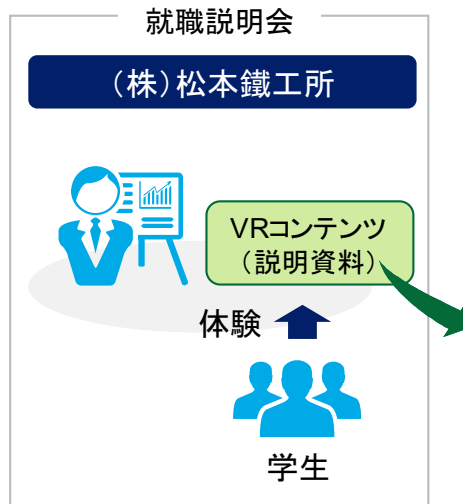 就職説明会
（株）松本鐵工所
VRコンテンツ
（説明資料）
体験
学生